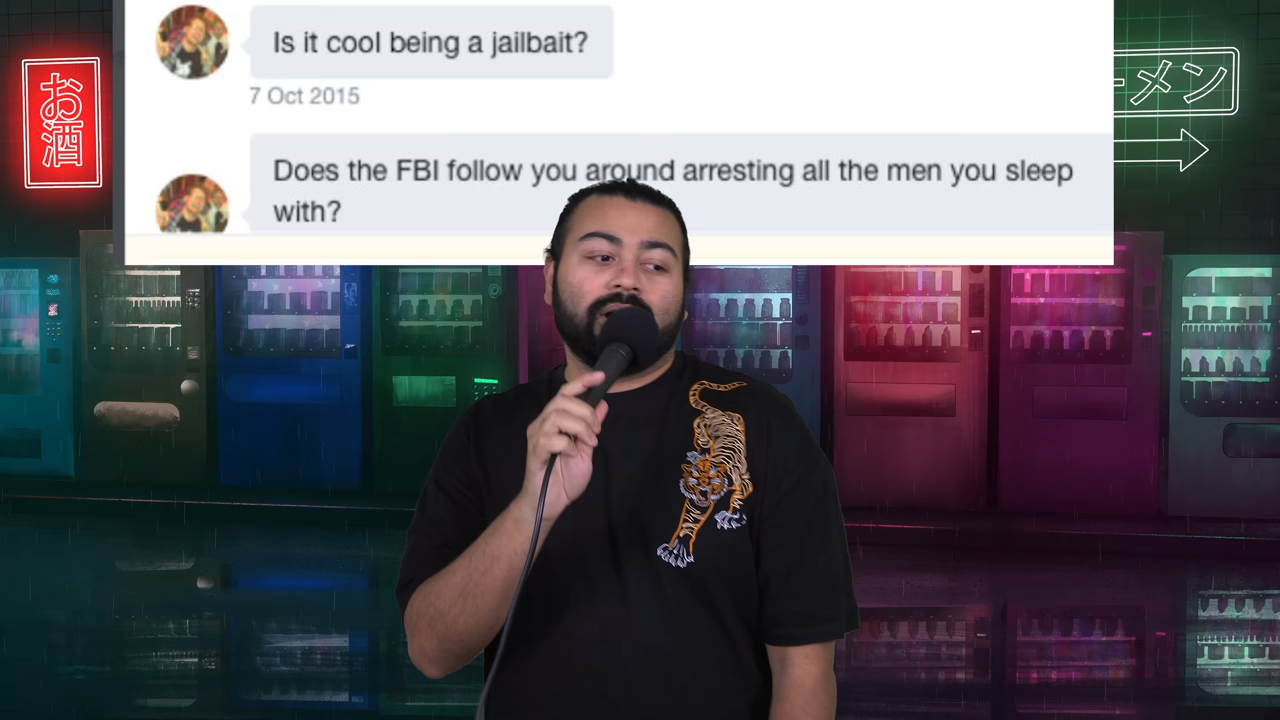 Is it cool being a jailbait?
7 Oct 2015
Does the FBI follow you around arresting all the men you sleep
with?
お酒
ーメン